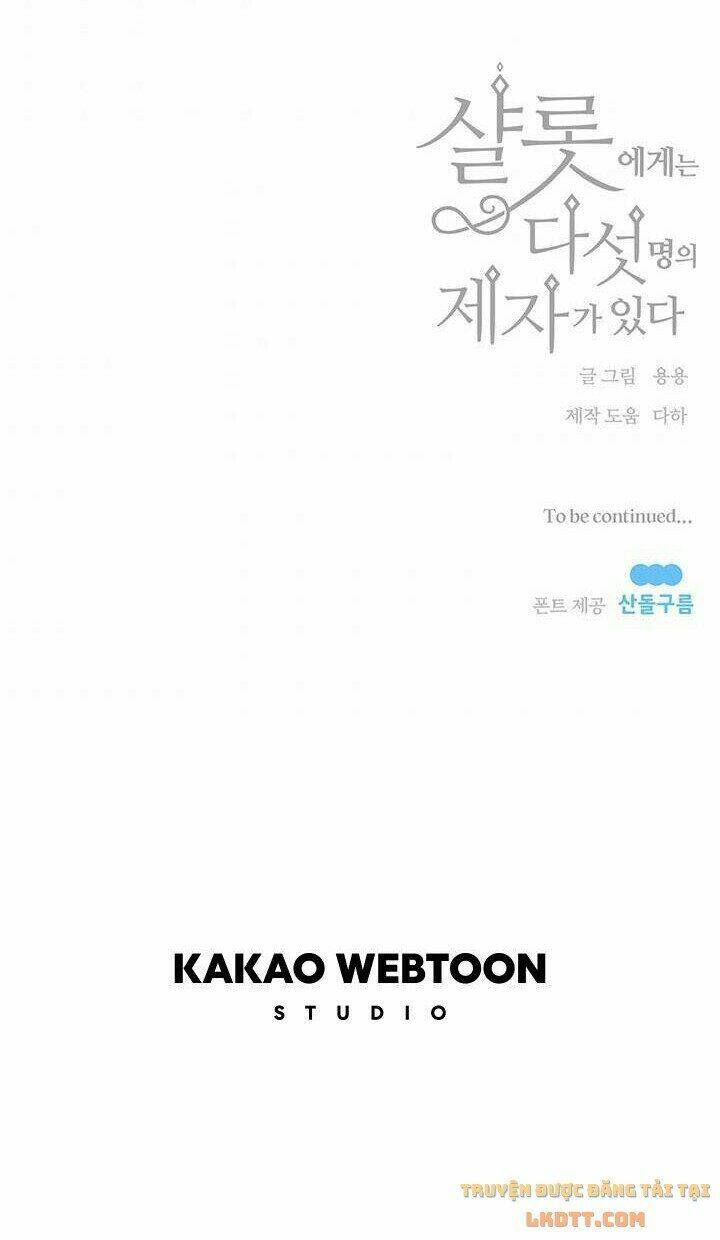 샬롯에게는
다섯명의
제자가 있다
글 그림 용용
제작 도움 다하
To be continued...
폰트 제공 산돌구름
KAKAO WEBTOON
STUDIO
TRUYỆN ĐƯỢC ĐĂNG TẢI TẠI
LKDTT.COM